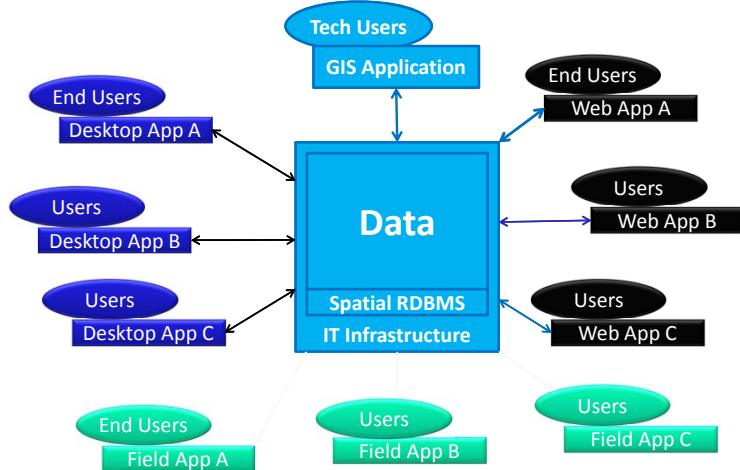 Tech Users
GIS Application
End Users
Desktop App A
End Users
Web App A
Users
Desktop App B
Data
Users
Web App B
Users
Desktop App C
Spatial RDBMS
IT Infrastructure
Users
Web App C
End Users
Field App A
Users
Field App B
Users
Field App C